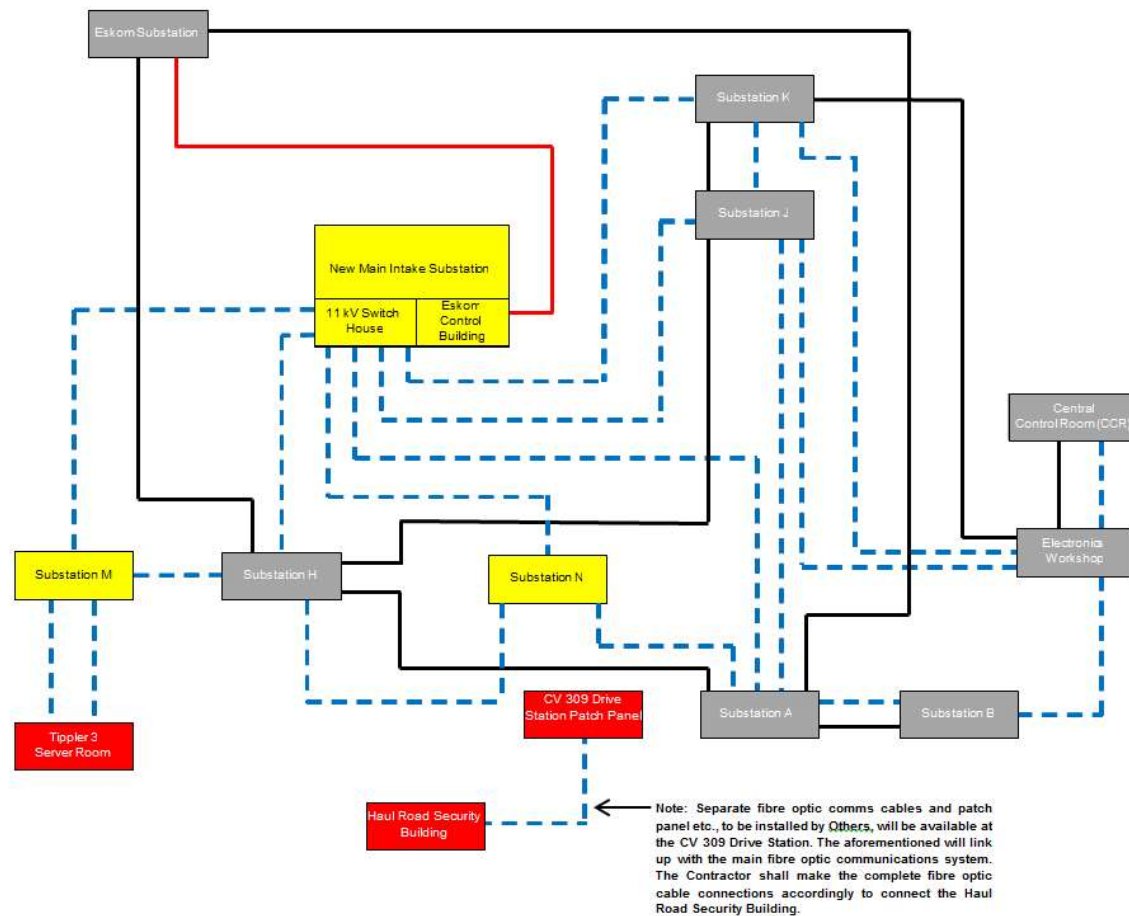 Eskom Substation
Substation K
Substation J
New Main Intake Substation
11 kV Switch
House
Eskom
Control
Building
Central
Control Room (CCR)
Electronics
Workshop
Substation M
Substation H
Substation N
CV 309 Drive
Station Patch Panel
Substation A
Substation B
Tippler 3
Server Room
Haul Road Security
Building
Note: Separate fibre optic comms cables and patch
panel etc., to be installed by Others, will be available at
the CV 309 Drive Station. The aforementioned will link
up with the main fibre optic communications system.
The Contractor shall make the complete fibre optic
cable connections accordingly to connect the Haul
Road Security Building.